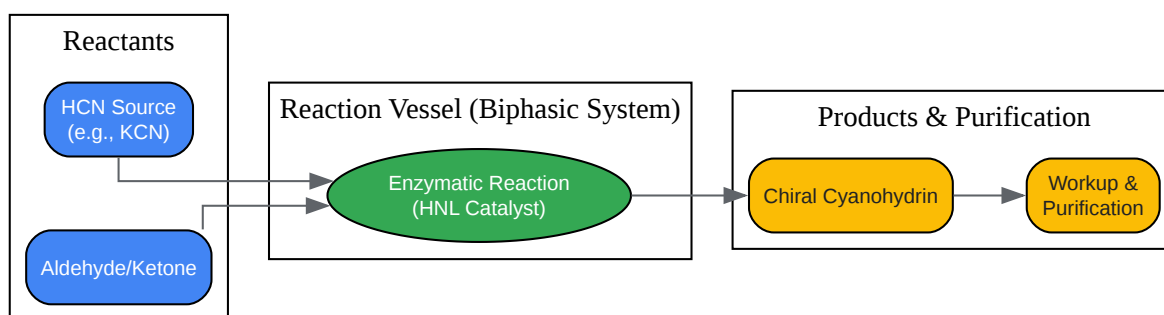 Reactants
HCN Source
(e.g., KCN)
Aldehyde/Ketone
Reaction Vessel (Biphasic System)
Enzymatic Reaction
(HNL Catalyst)
Products & Purification
Chiral Cyanohydrin
Workup &
Purification